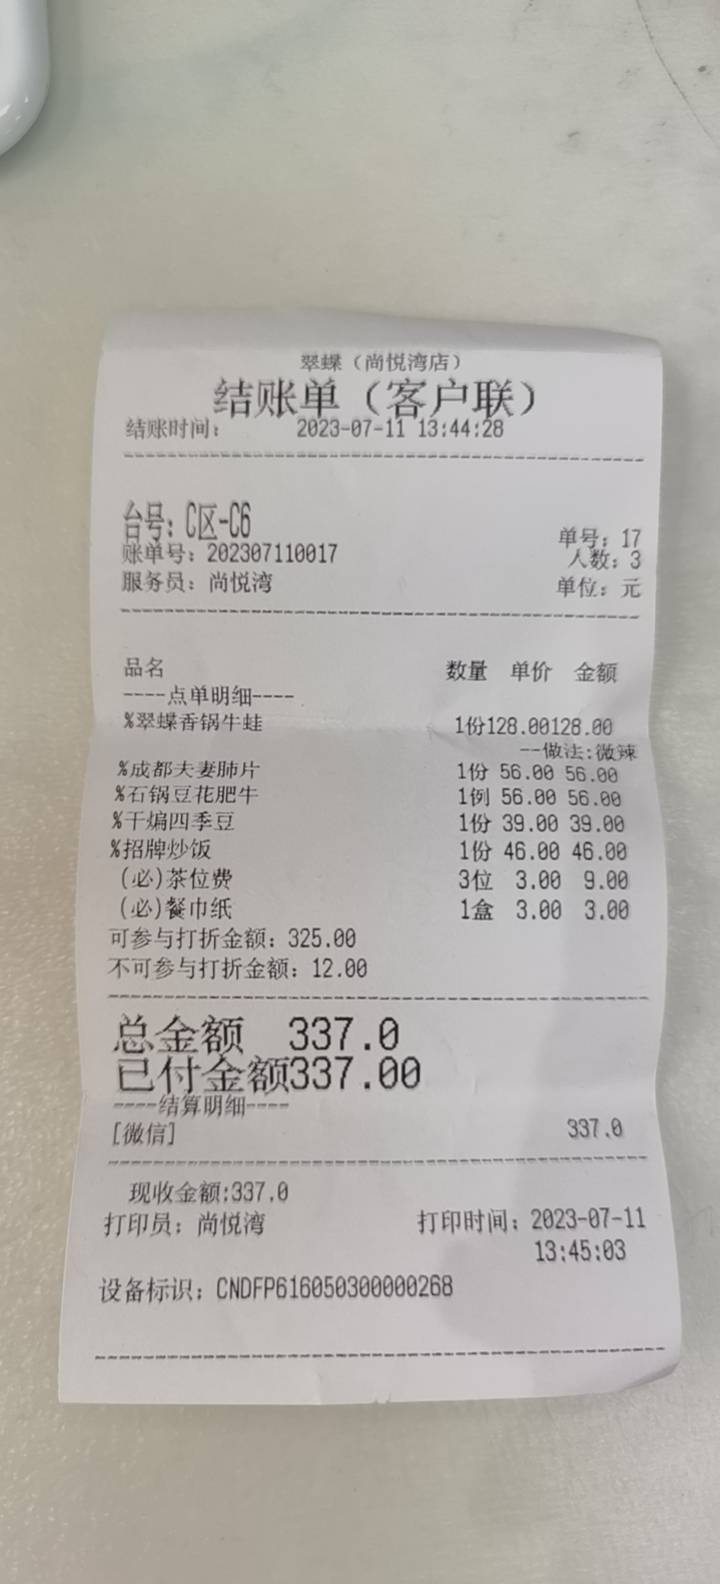 翠蝶（尚悦湾店）
结账单（客户联）
结账时间： 2023-07-11 13:44:28
台号：C区-C6
单号：17
账单号：202307110017 人数：3
服务员：尚悦湾 单位：元
品名 数量 单价 金额
----点单明细----
%翠蝶香锅牛蛙 1份128.00128.00
--做法:微辣
%成都夫妻肺片 1份 56.00 56.00
%石锅豆花肥牛 1例 56.00 56.00
%干煸四季豆 1份 39.00 39.00
%招牌炒饭 1份 46.00 46.00
(必)茶位费 3位 3.00 9.00
(必)餐巾纸 1盒 3.00 3.00
可参与打折金额：325.00
不可参与打折金额：12.00
总金额 337.0
已付金额337.00
----结算明细----
[微信] 337.0
现收金额:337.0
打印员：尚悦湾 打印时间：2023-07-11
13:45:03
设备标识：CNDFP616050300000268